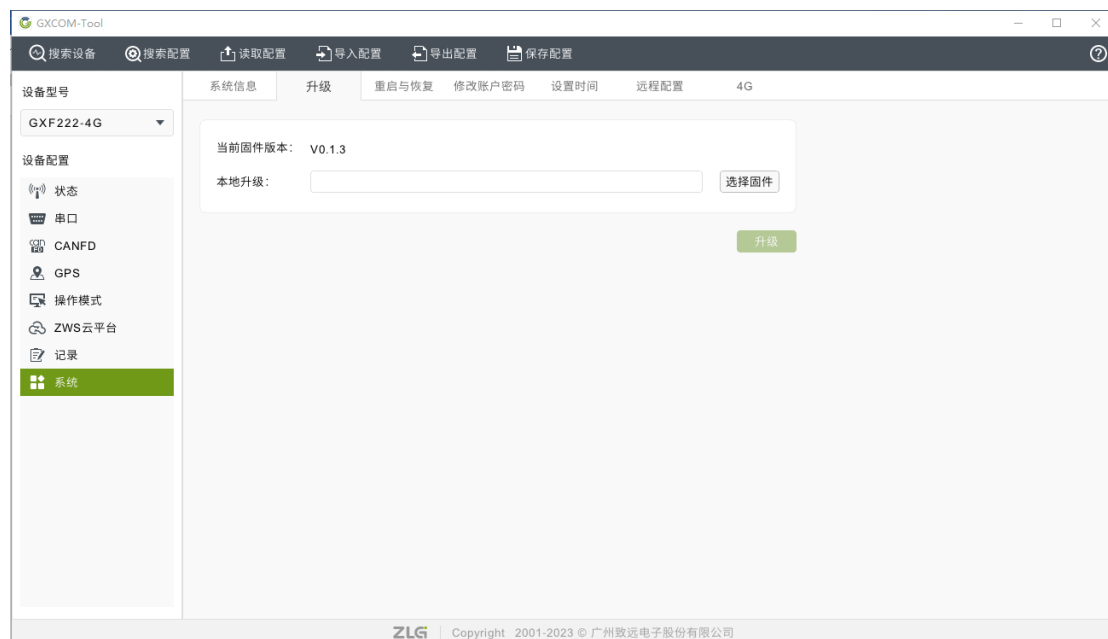 GXCOM-Tool
搜索设备 搜索配置 读取配置 导入配置 导出配置 保存配置
设备型号
GXF222-4G
设备配置
状态
串口
CANFD
GPS
操作模式
ZWS云平台
记录
系统
系统信息 升级 重启与恢复 修改账户密码 设置时间 远程配置 4G
当前固件版本: V0.1.3
本地升级: 选择固件
升级
ZLG Copyright 2001-2023 © 广州致远电子股份有限公司